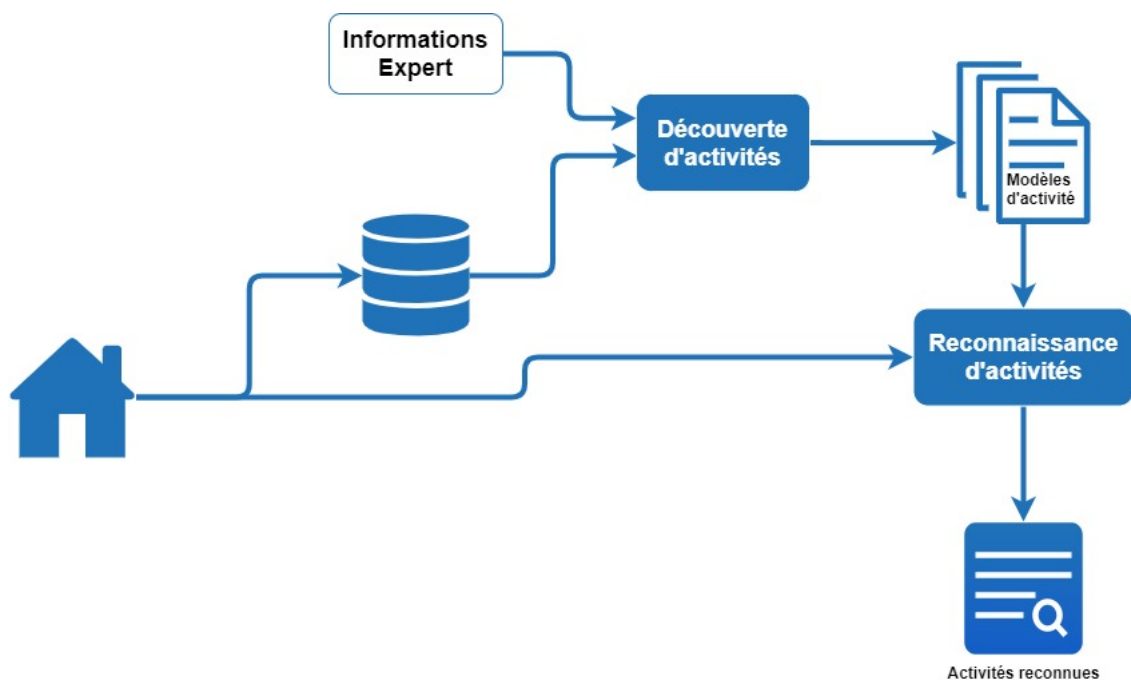 Informations
Expert
Découverte
d'activités
Modèles
d'activité
Reconnaissance
d'activités
Activités reconnues